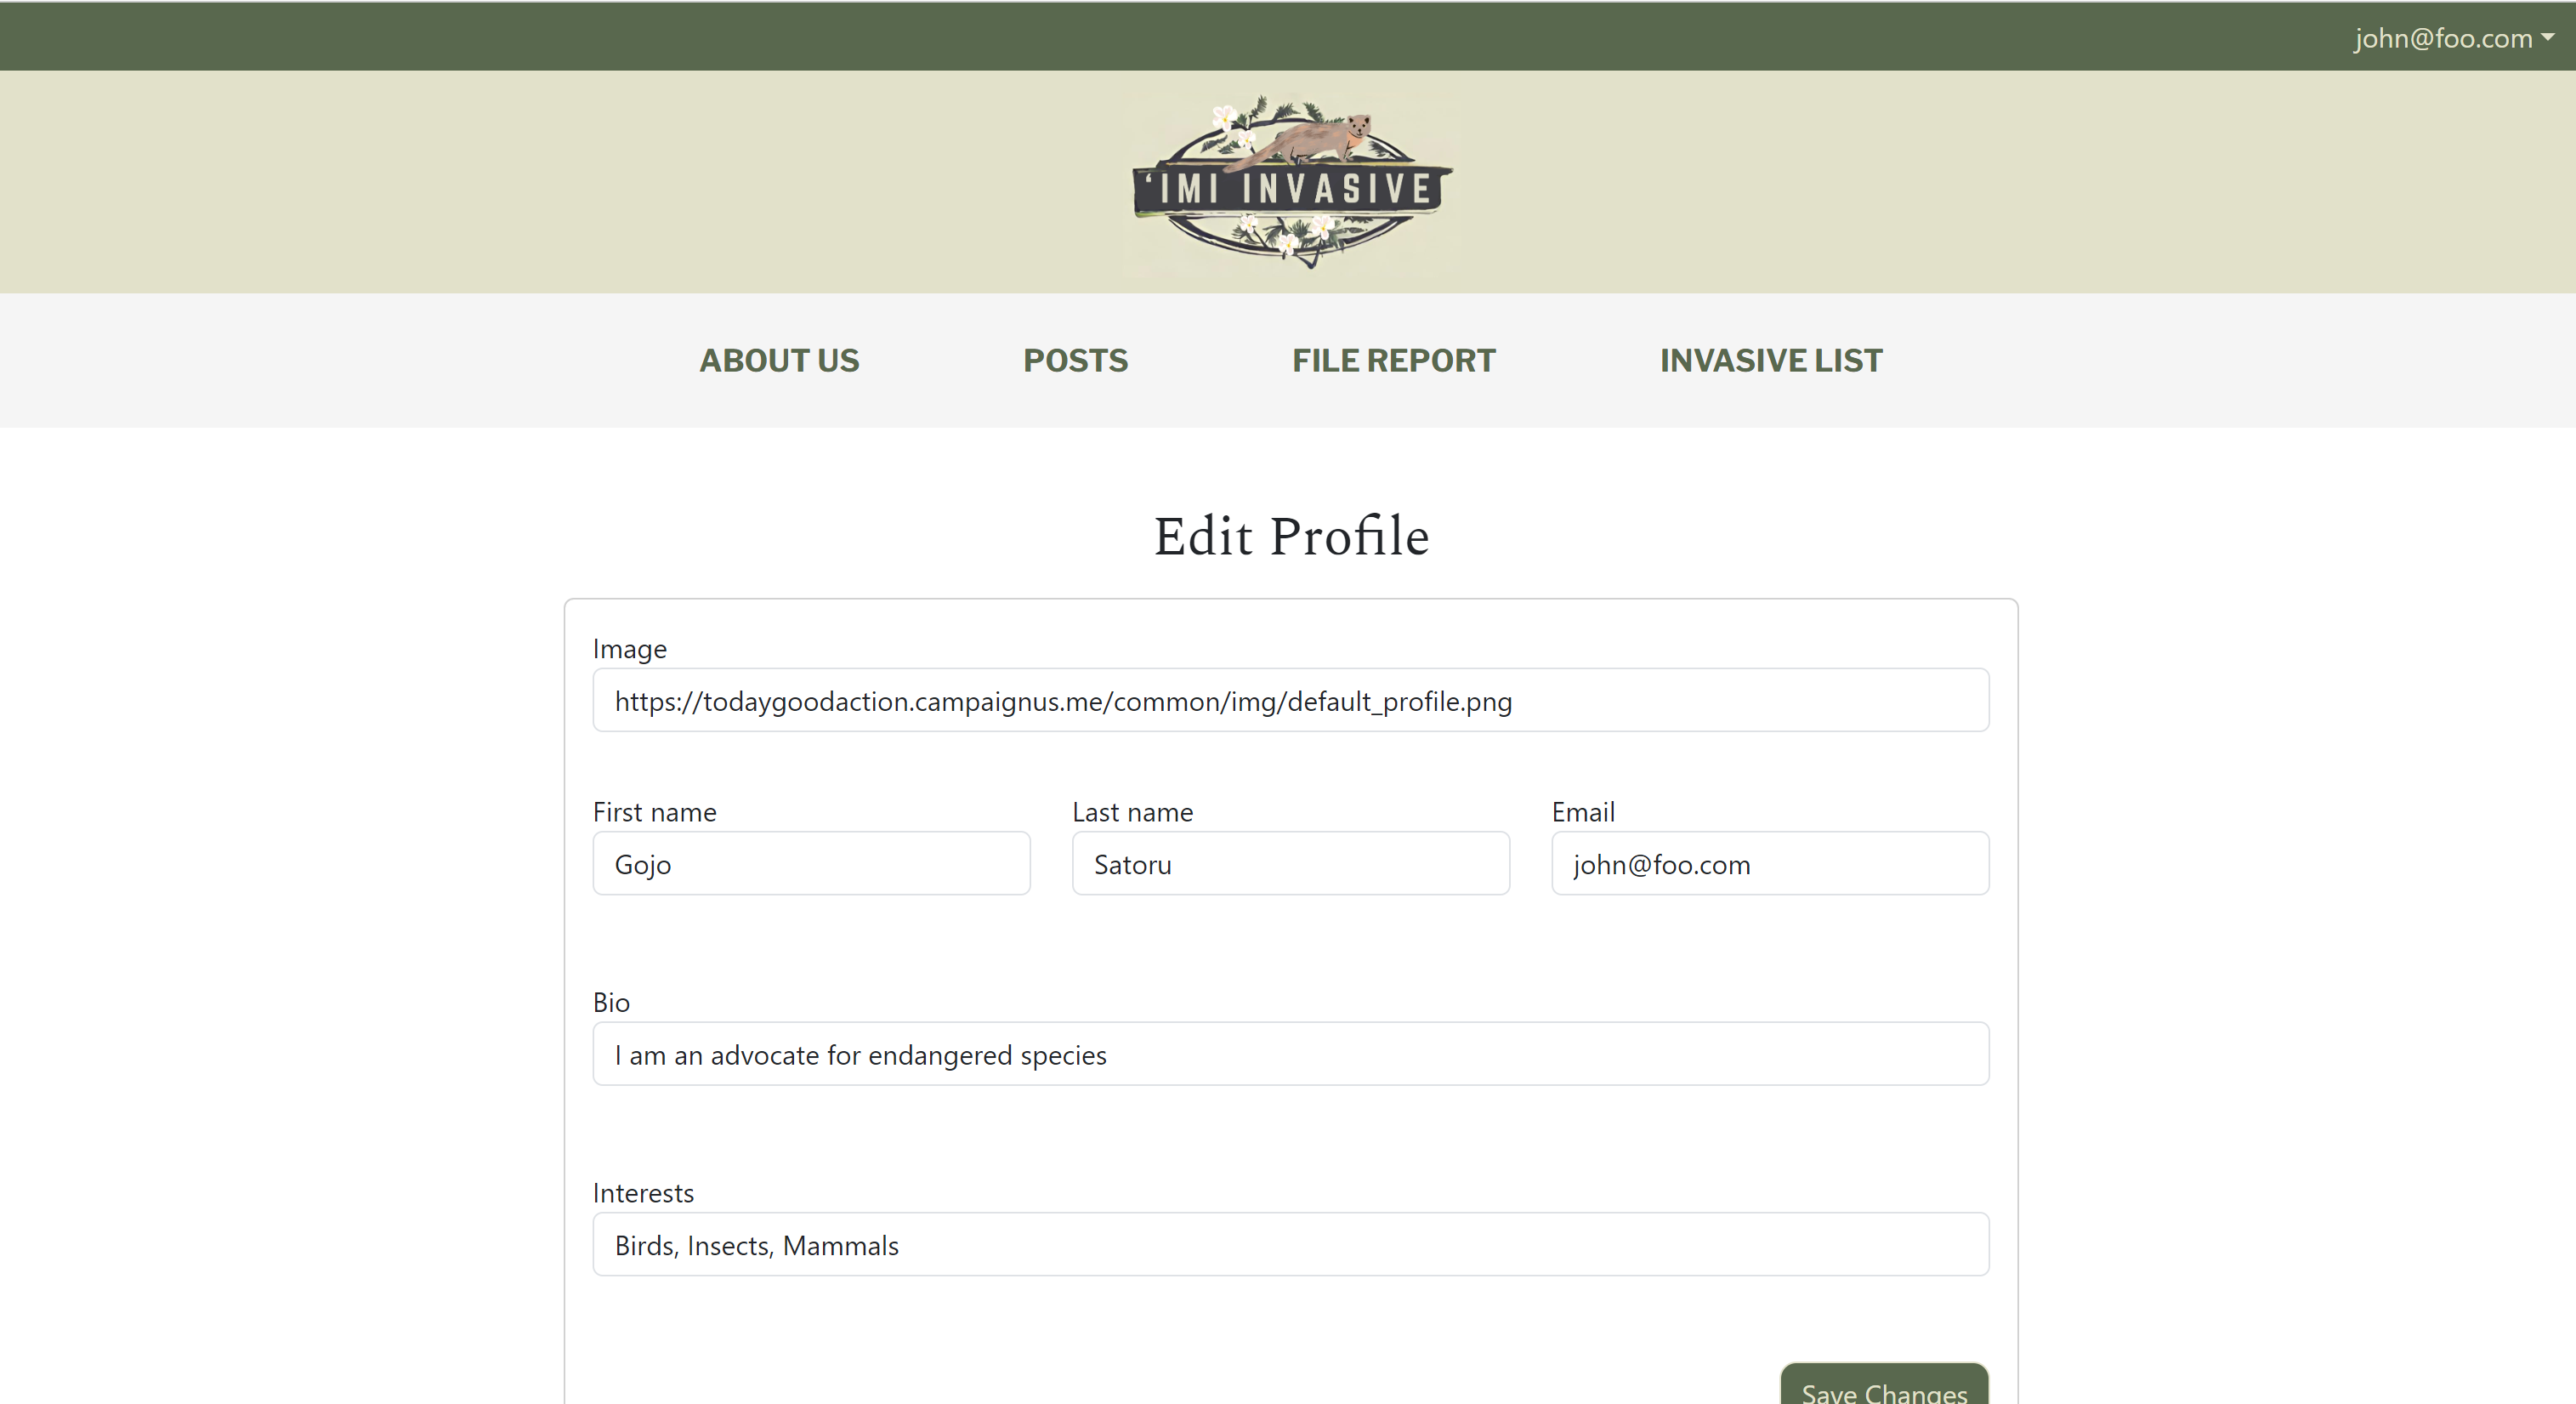 john@foo.com
‘IMI INVASIVE
ABOUT US POSTS FILE REPORT INVASIVE LIST
Edit Profile
Image
https://todaygoodaction.campaignus.me/common/img/default_profile.png
First name Last name Email
Gojo Satoru john@foo.com
Bio
I am an advocate for endangered species
Interests
Birds, Insects, Mammals
Save Changes